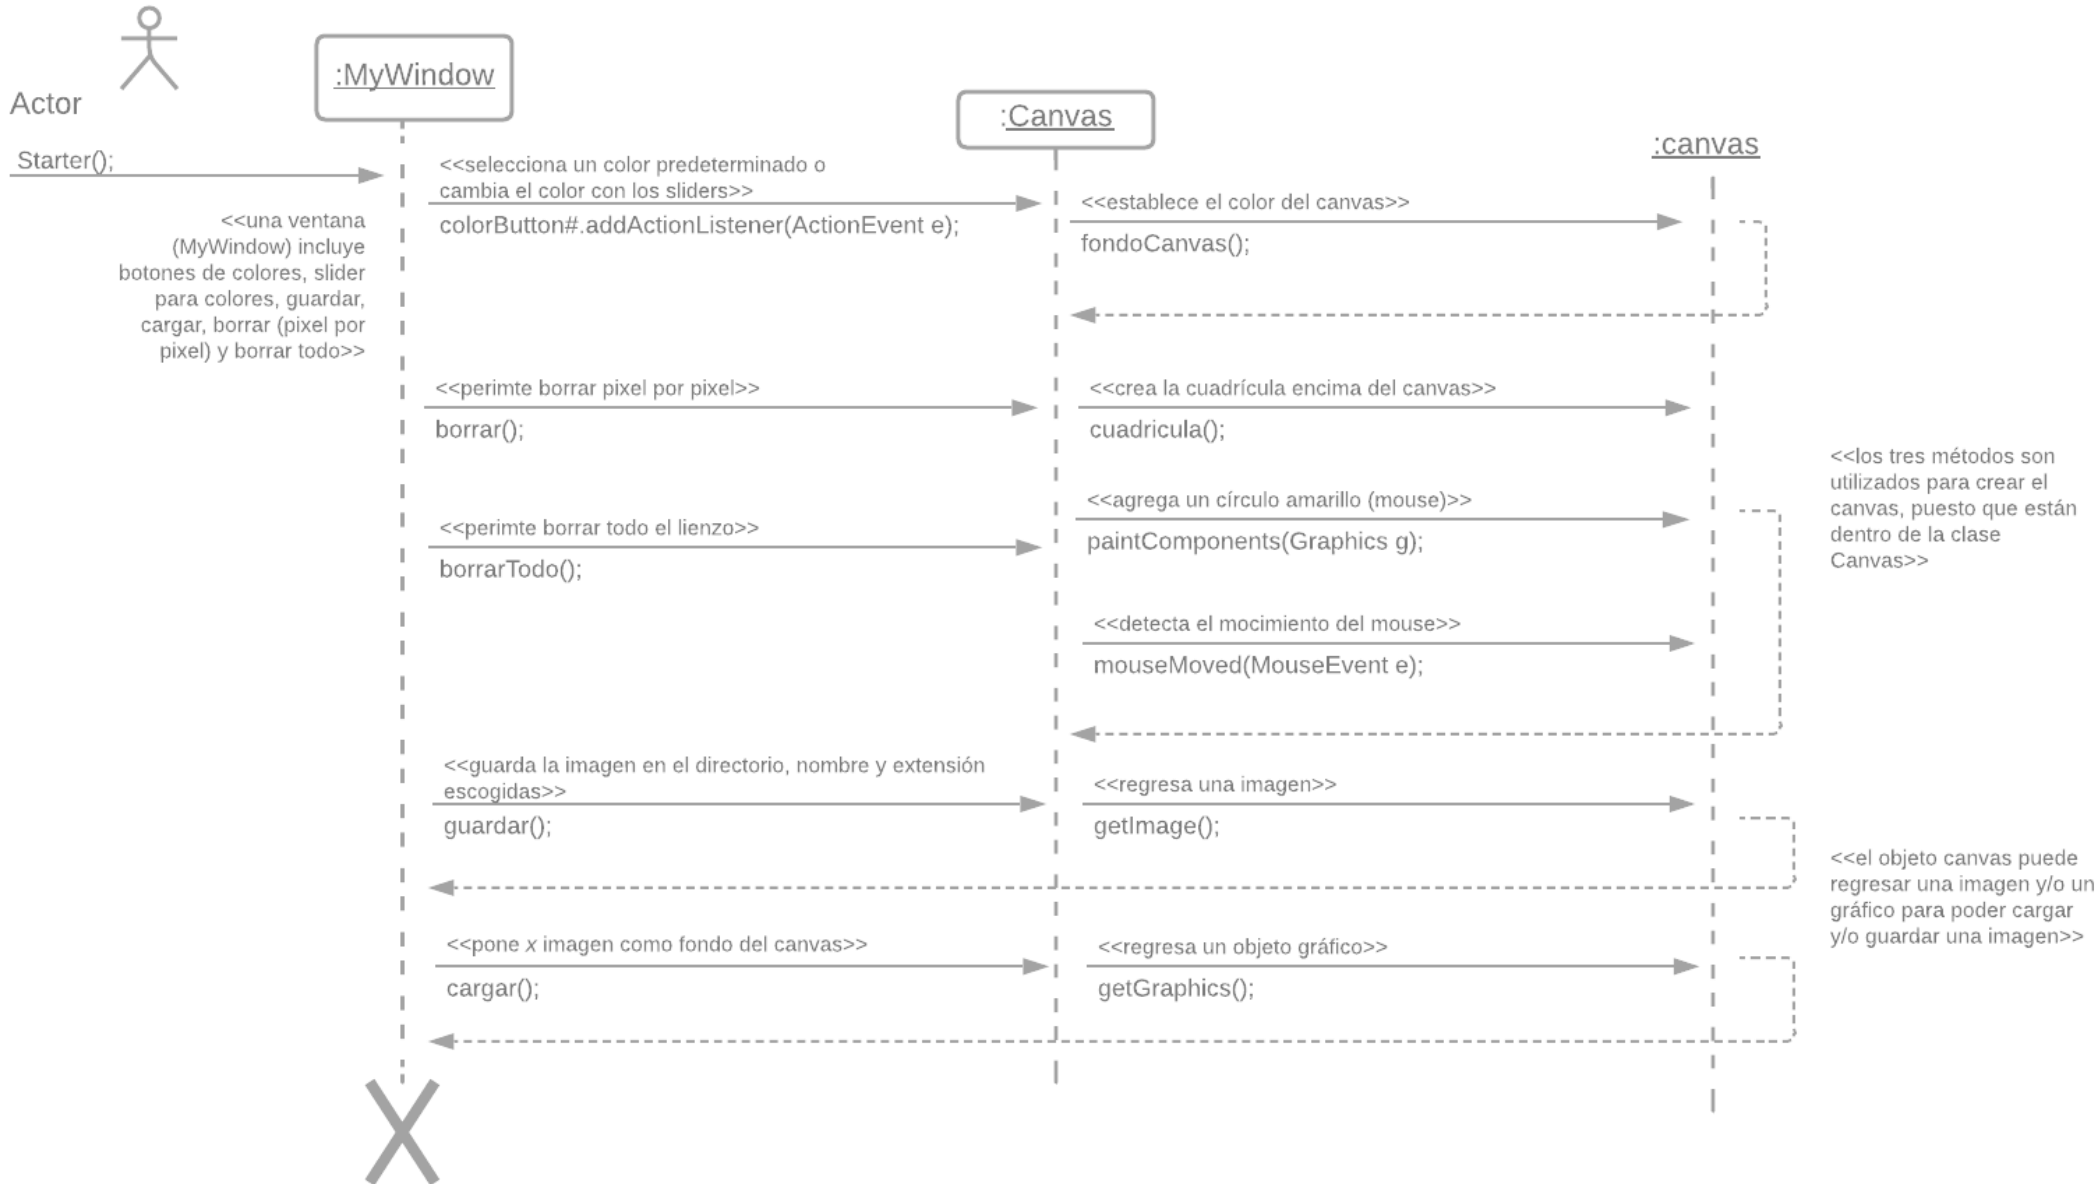 Actor
:MyWindow
:Canvas
:canvas
Starter();
<<una ventana
(MyWindow) incluye
botones de colores, slider
para colores, guardar,
cargar, borrar (pixel por
pixel) y borrar todo>>
<<selecciona un color predeterminado o
cambia el color con los sliders>>
colorButton#.addActionListener(ActionEvent e);
<<establece el color del canvas>>
fondoCanvas();
<<perimte borrar pixel por pixel>>
borrar();
<<crea la cuadrícula encima del canvas>>
cuadricula();
<<perimte borrar todo el lienzo>>
borrarTodo();
<<agrega un círculo amarillo (mouse)>>
paintComponents(Graphics g);
<<detecta el mocimiento del mouse>>
mouseMoved(MouseEvent e);
<<los tres métodos son
utilizados para crear el
canvas, puesto que están
dentro de la clase
Canvas>>
<<guarda la imagen en el directorio, nombre y extensión
escogidas>>
guardar();
<<regresa una imagen>>
getImage();
<<el objeto canvas puede
regresar una imagen y/o un
gráfico para poder cargar
y/o guardar una imagen>>
<<pone x imagen como fondo del canvas>>
cargar();
<<regresa un objeto gráfico>>
getGraphics();